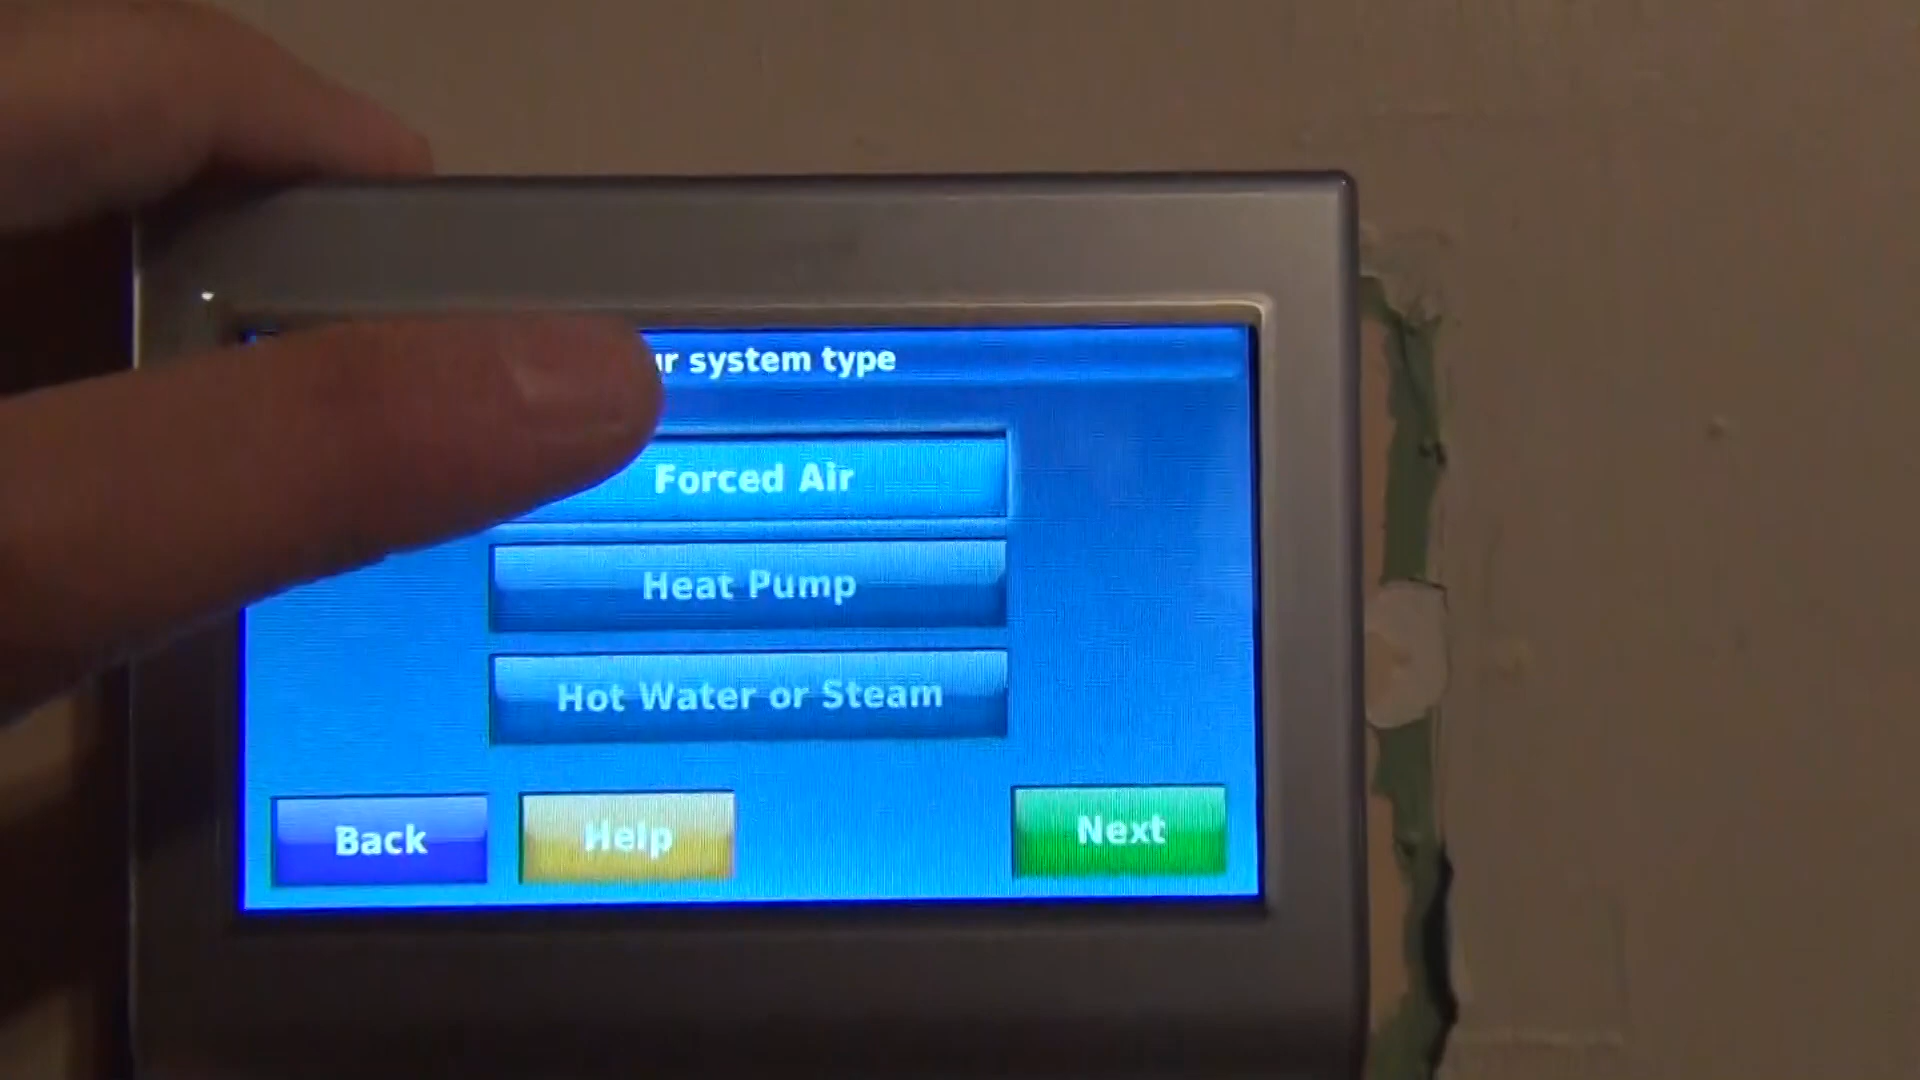 system type
Forced Air
Heat Pump
Hot Water or Steam
Back
Help
Next